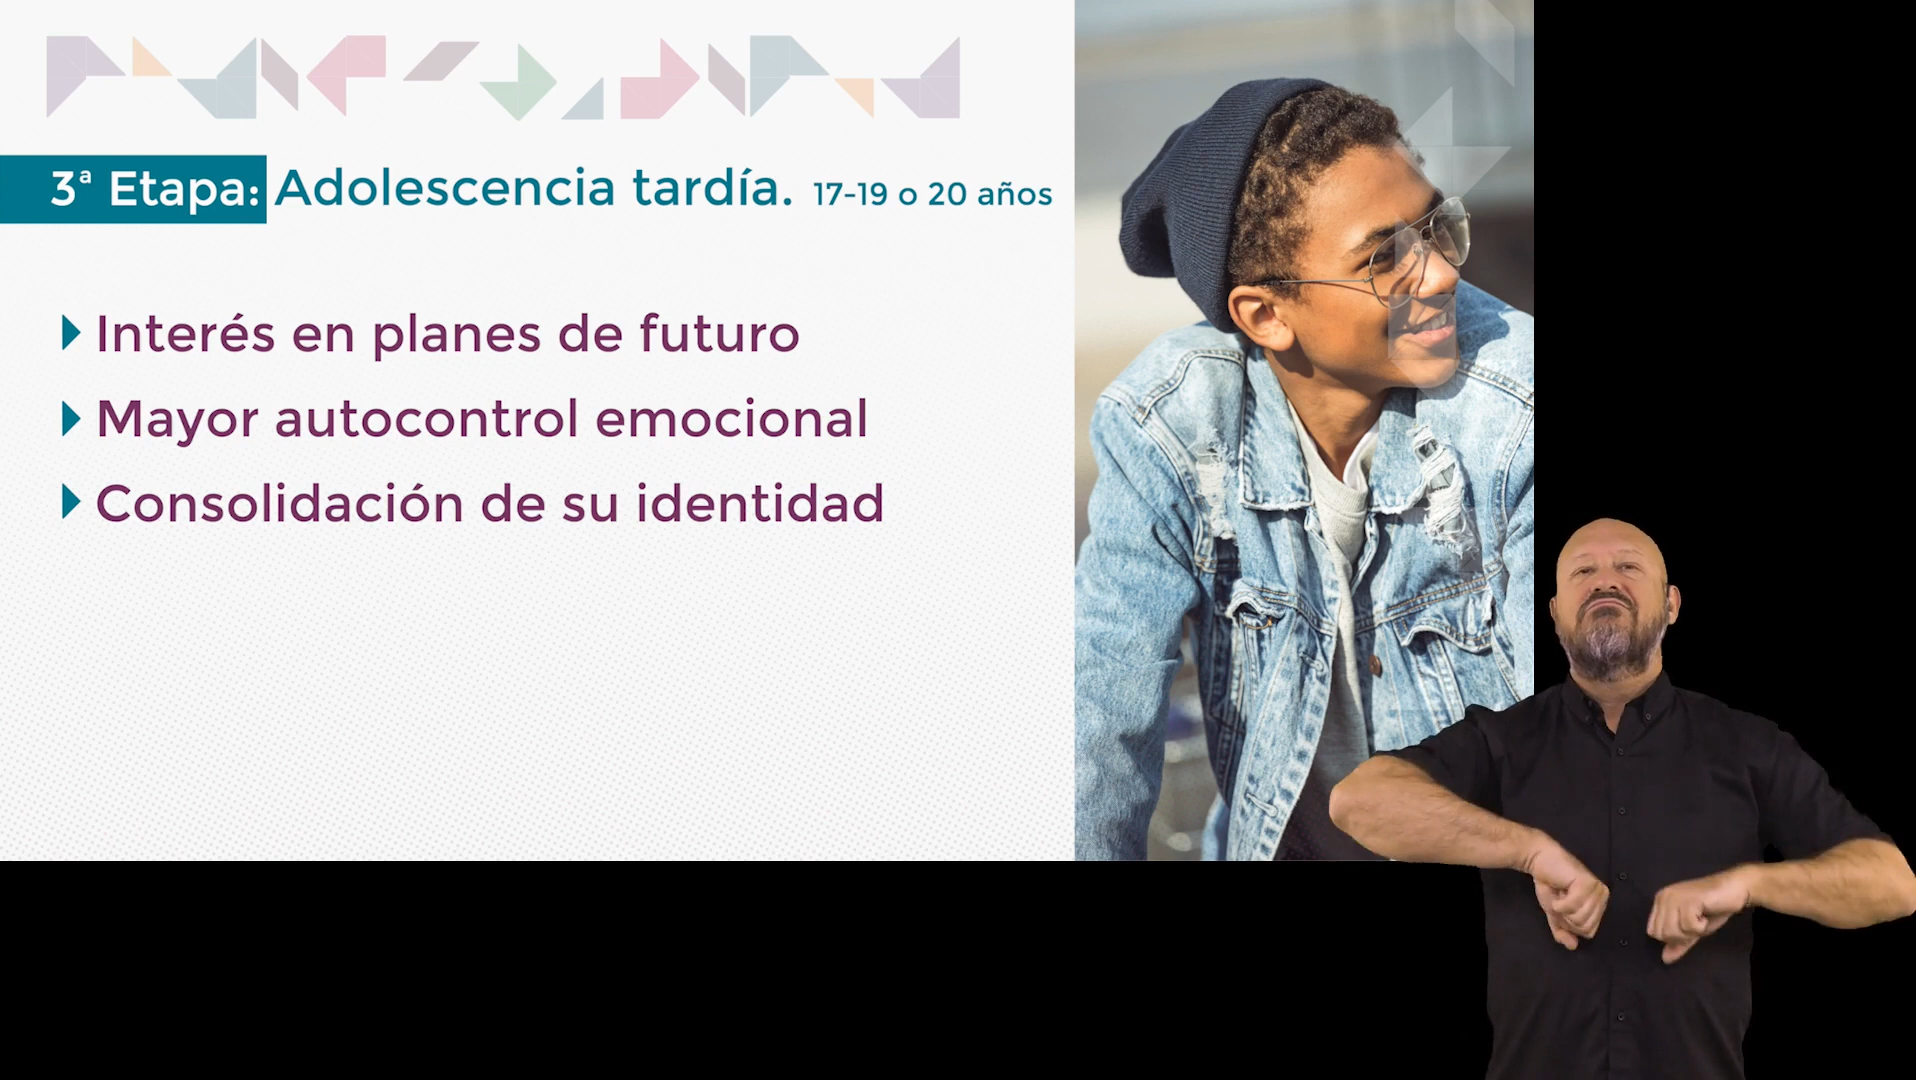 3ª Etapa: Adolescencia tardía. 17-19 o 20 años
Interés en planes de futuro
Mayor autocontrol emocional
Consolidación de su identidad